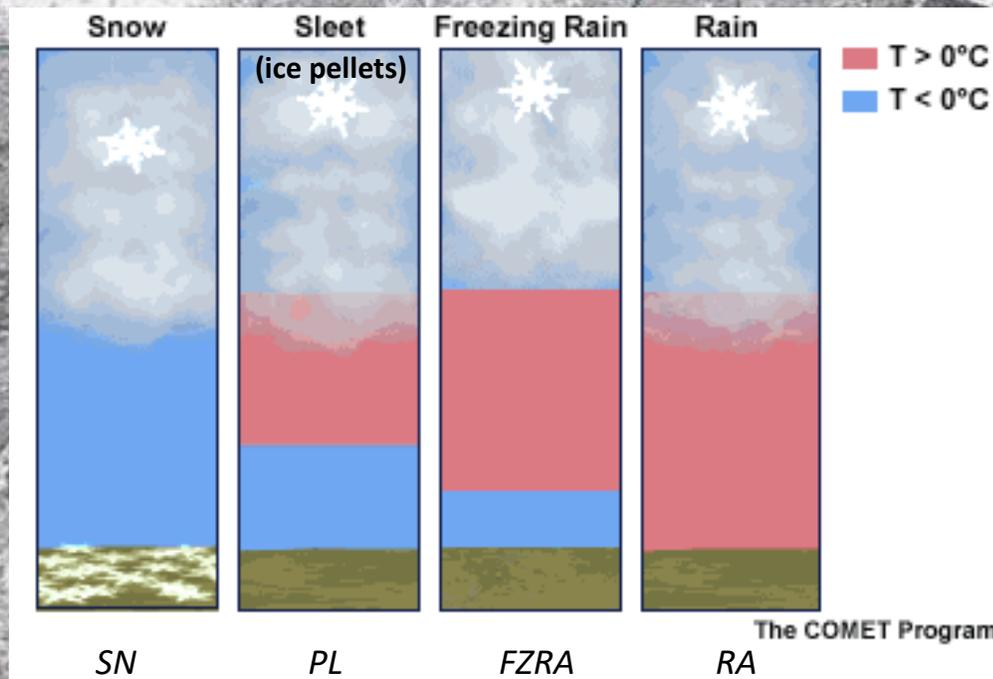 Snow
Sleet
(ice pellets)
Freezing Rain
Rain
T > 0°C
T < 0°C
The COMET Program
SN
PL
FZRA
RA